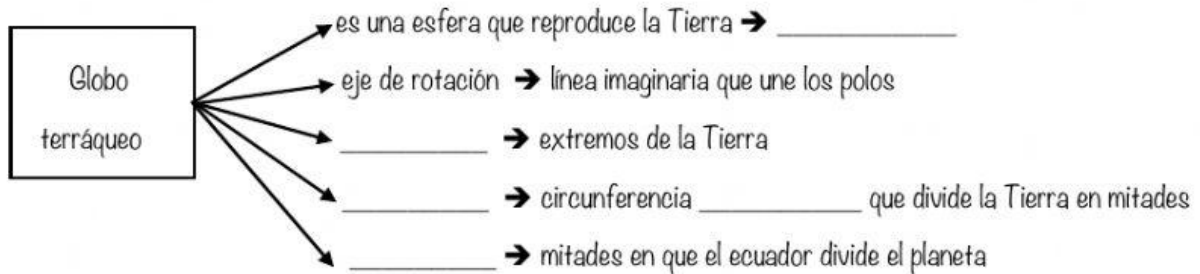 Globo
terráqueo
es una esfera que reproduce la Tierra ➔ ____________
eje de rotación ➔ línea imaginaria que une los polos
__________ ➔ extremos de la Tierra
__________ ➔ circunferencia ___________ que divide la Tierra en mitades
__________ ➔ mitades en que el ecuador divide el planeta